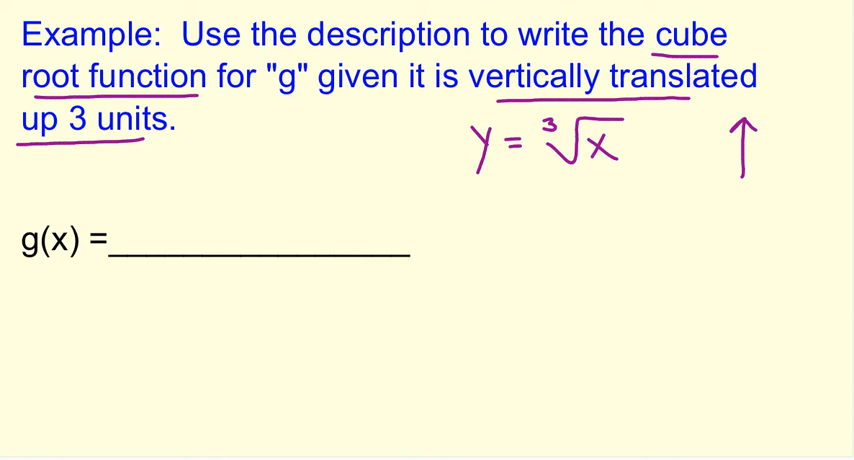 Example:  Use the description to write the cube
root function for "g" given it is vertically translated
up 3 units.
y = ∛x ↑
g(x) =________________